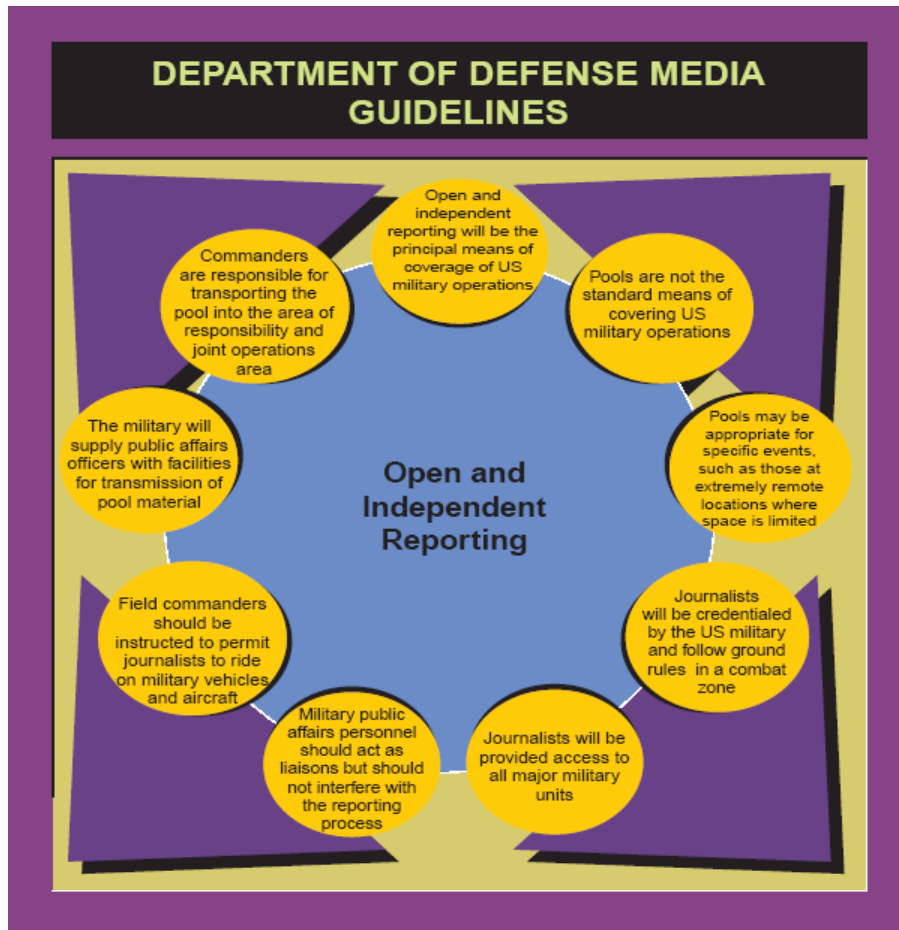 DEPARTMENT OF DEFENSE MEDIA
GUIDELINES
Open and
independent
reporting will be the
principal means of
coverage of US
military operations
Pools are not the
standard means of
covering US
military operations
Pools may be
appropriate for
specific events,
such as those at
extremely remote
locations where
space is limited
Journalists
will be credentialed
by the US military
and follow ground
rules in a combat
zone
Journalists will be
provided access to
all major military
units
Military public
affairs personnel
should act as
liaisons but should
not interfere with
the reporting
process
Field commanders
should be
instructed to permit
journalists to ride
on military vehicles
and aircraft
The military will
supply public affairs
officers with facilities
for transmission of
pool material
Commanders
are responsible for
transporting the
pool into the area of
responsibility and
joint operations
area
Open and
Independent
Reporting